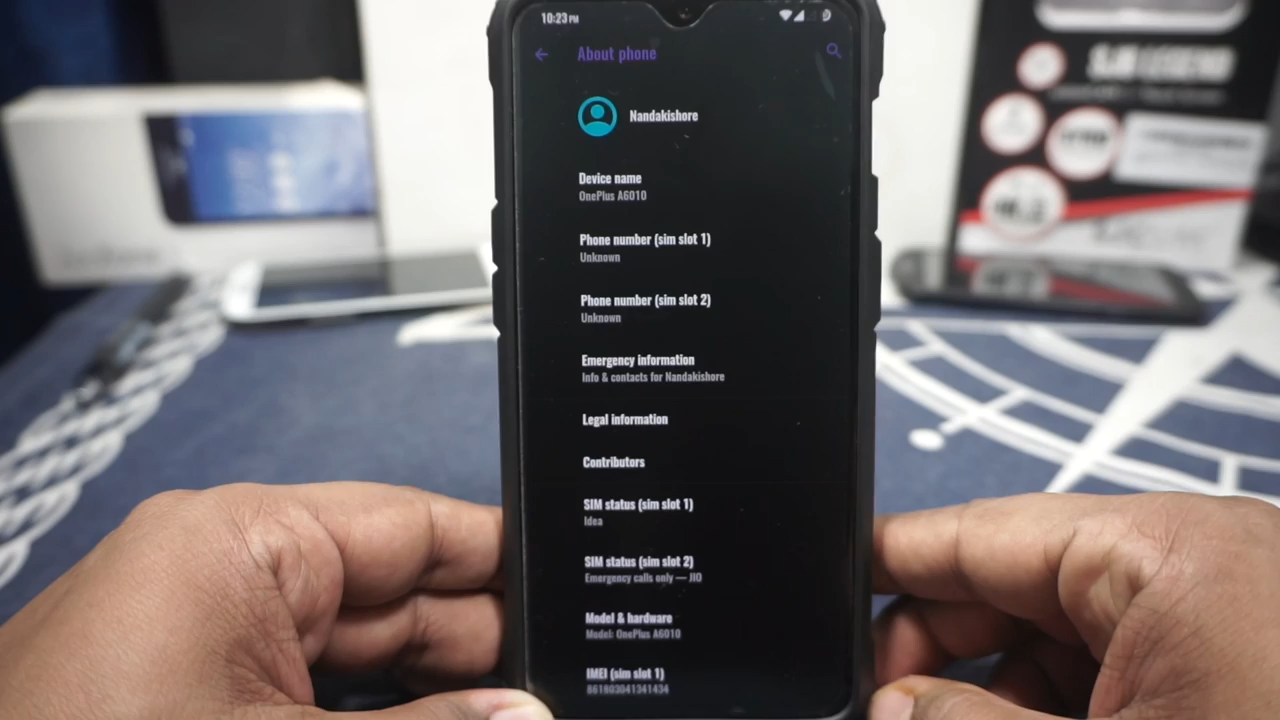 10:23 PM
About phone
Nandakishore
Device name
OnePlus A6010
Phone number (sim slot 1)
Unknown
Phone number (sim slot 2)
Unknown
Emergency information
Info & contacts for Nandakishore
Legal information
Contributors
SIM status (sim slot 1)
Idea
SIM status (sim slot 2)
Emergency calls only — JIO
Model & hardware
Model: OnePlus A6010
IMEI (sim slot 1)
861803041341434